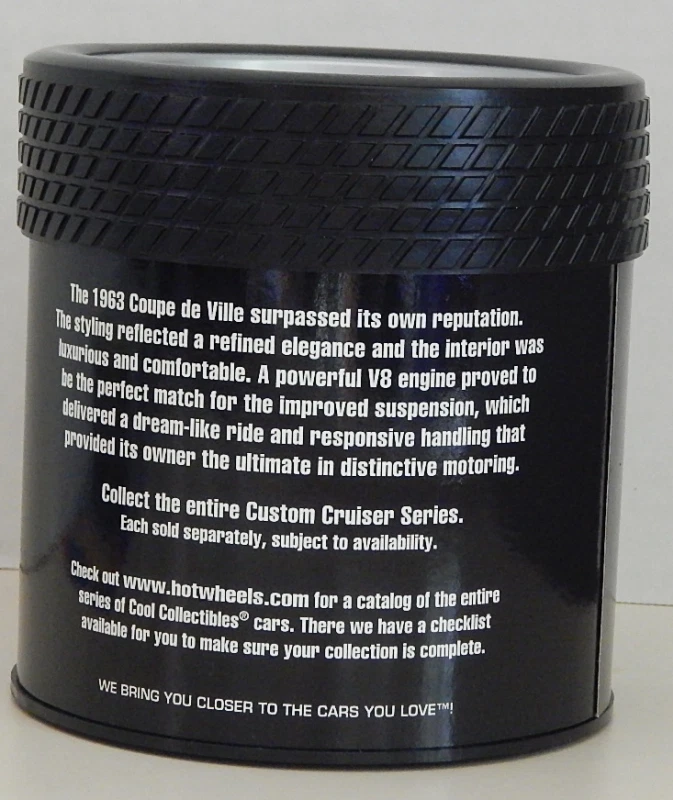 The 1963 Coupe de Ville surpassed its own reputation.
The styling reflected a refined elegance and the interior was
luxurious and comfortable. A powerful V8 engine proved to
be the perfect match for the improved suspension, which
delivered a dream-like ride and responsive handling that
provided its owner the ultimate in distinctive motoring.
Collect the entire Custom Cruiser Series.
Each sold separately, subject to availability.
Check out www.hotwheels.com for a catalog of the entire
series of Cool Collectibles® cars. There we have a checklist
available for you to make sure your collection is complete.
WE BRING YOU CLOSER TO THE CARS YOU LOVE™!